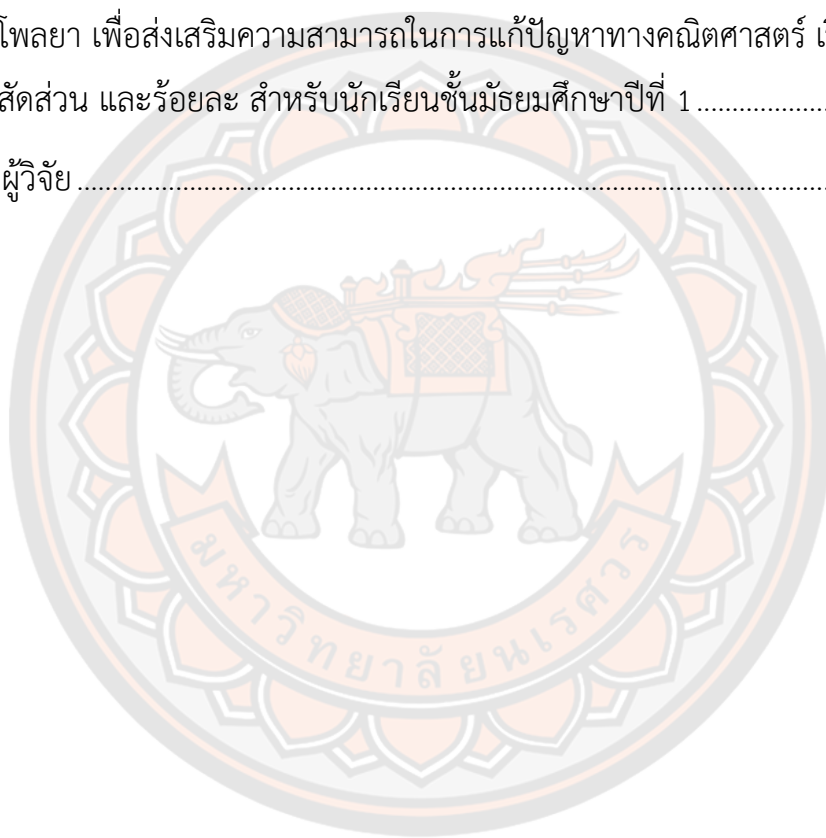 โพลยา เพื่อส่งเสริมความสามารถในการแก้ปัญหาทางคณิตศาสตร์
สัดส่วน และร้อยละ สำหรับนักเรียนชั้นมัธยมศึกษาปีที่ 1 ....................
ผู้วิจัย ..............................................................................................................
มหาวิทยาลัยนเรศวร